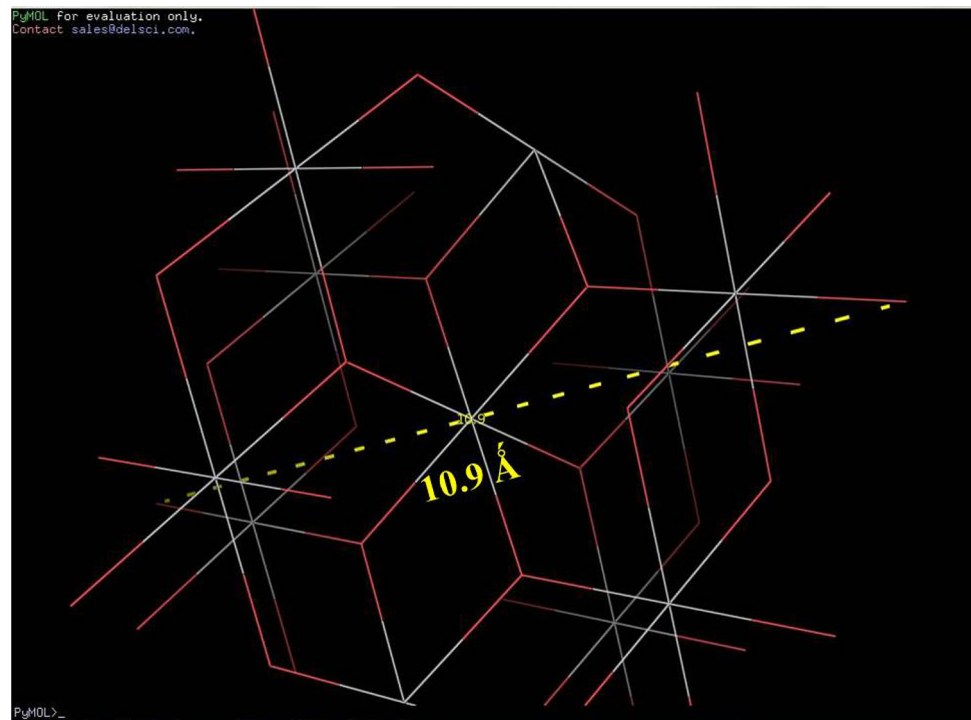 PyMOL for evaluation only.
Contact sales@delsci.com.
10.9
10.9 Ǻ
PyMOL>_